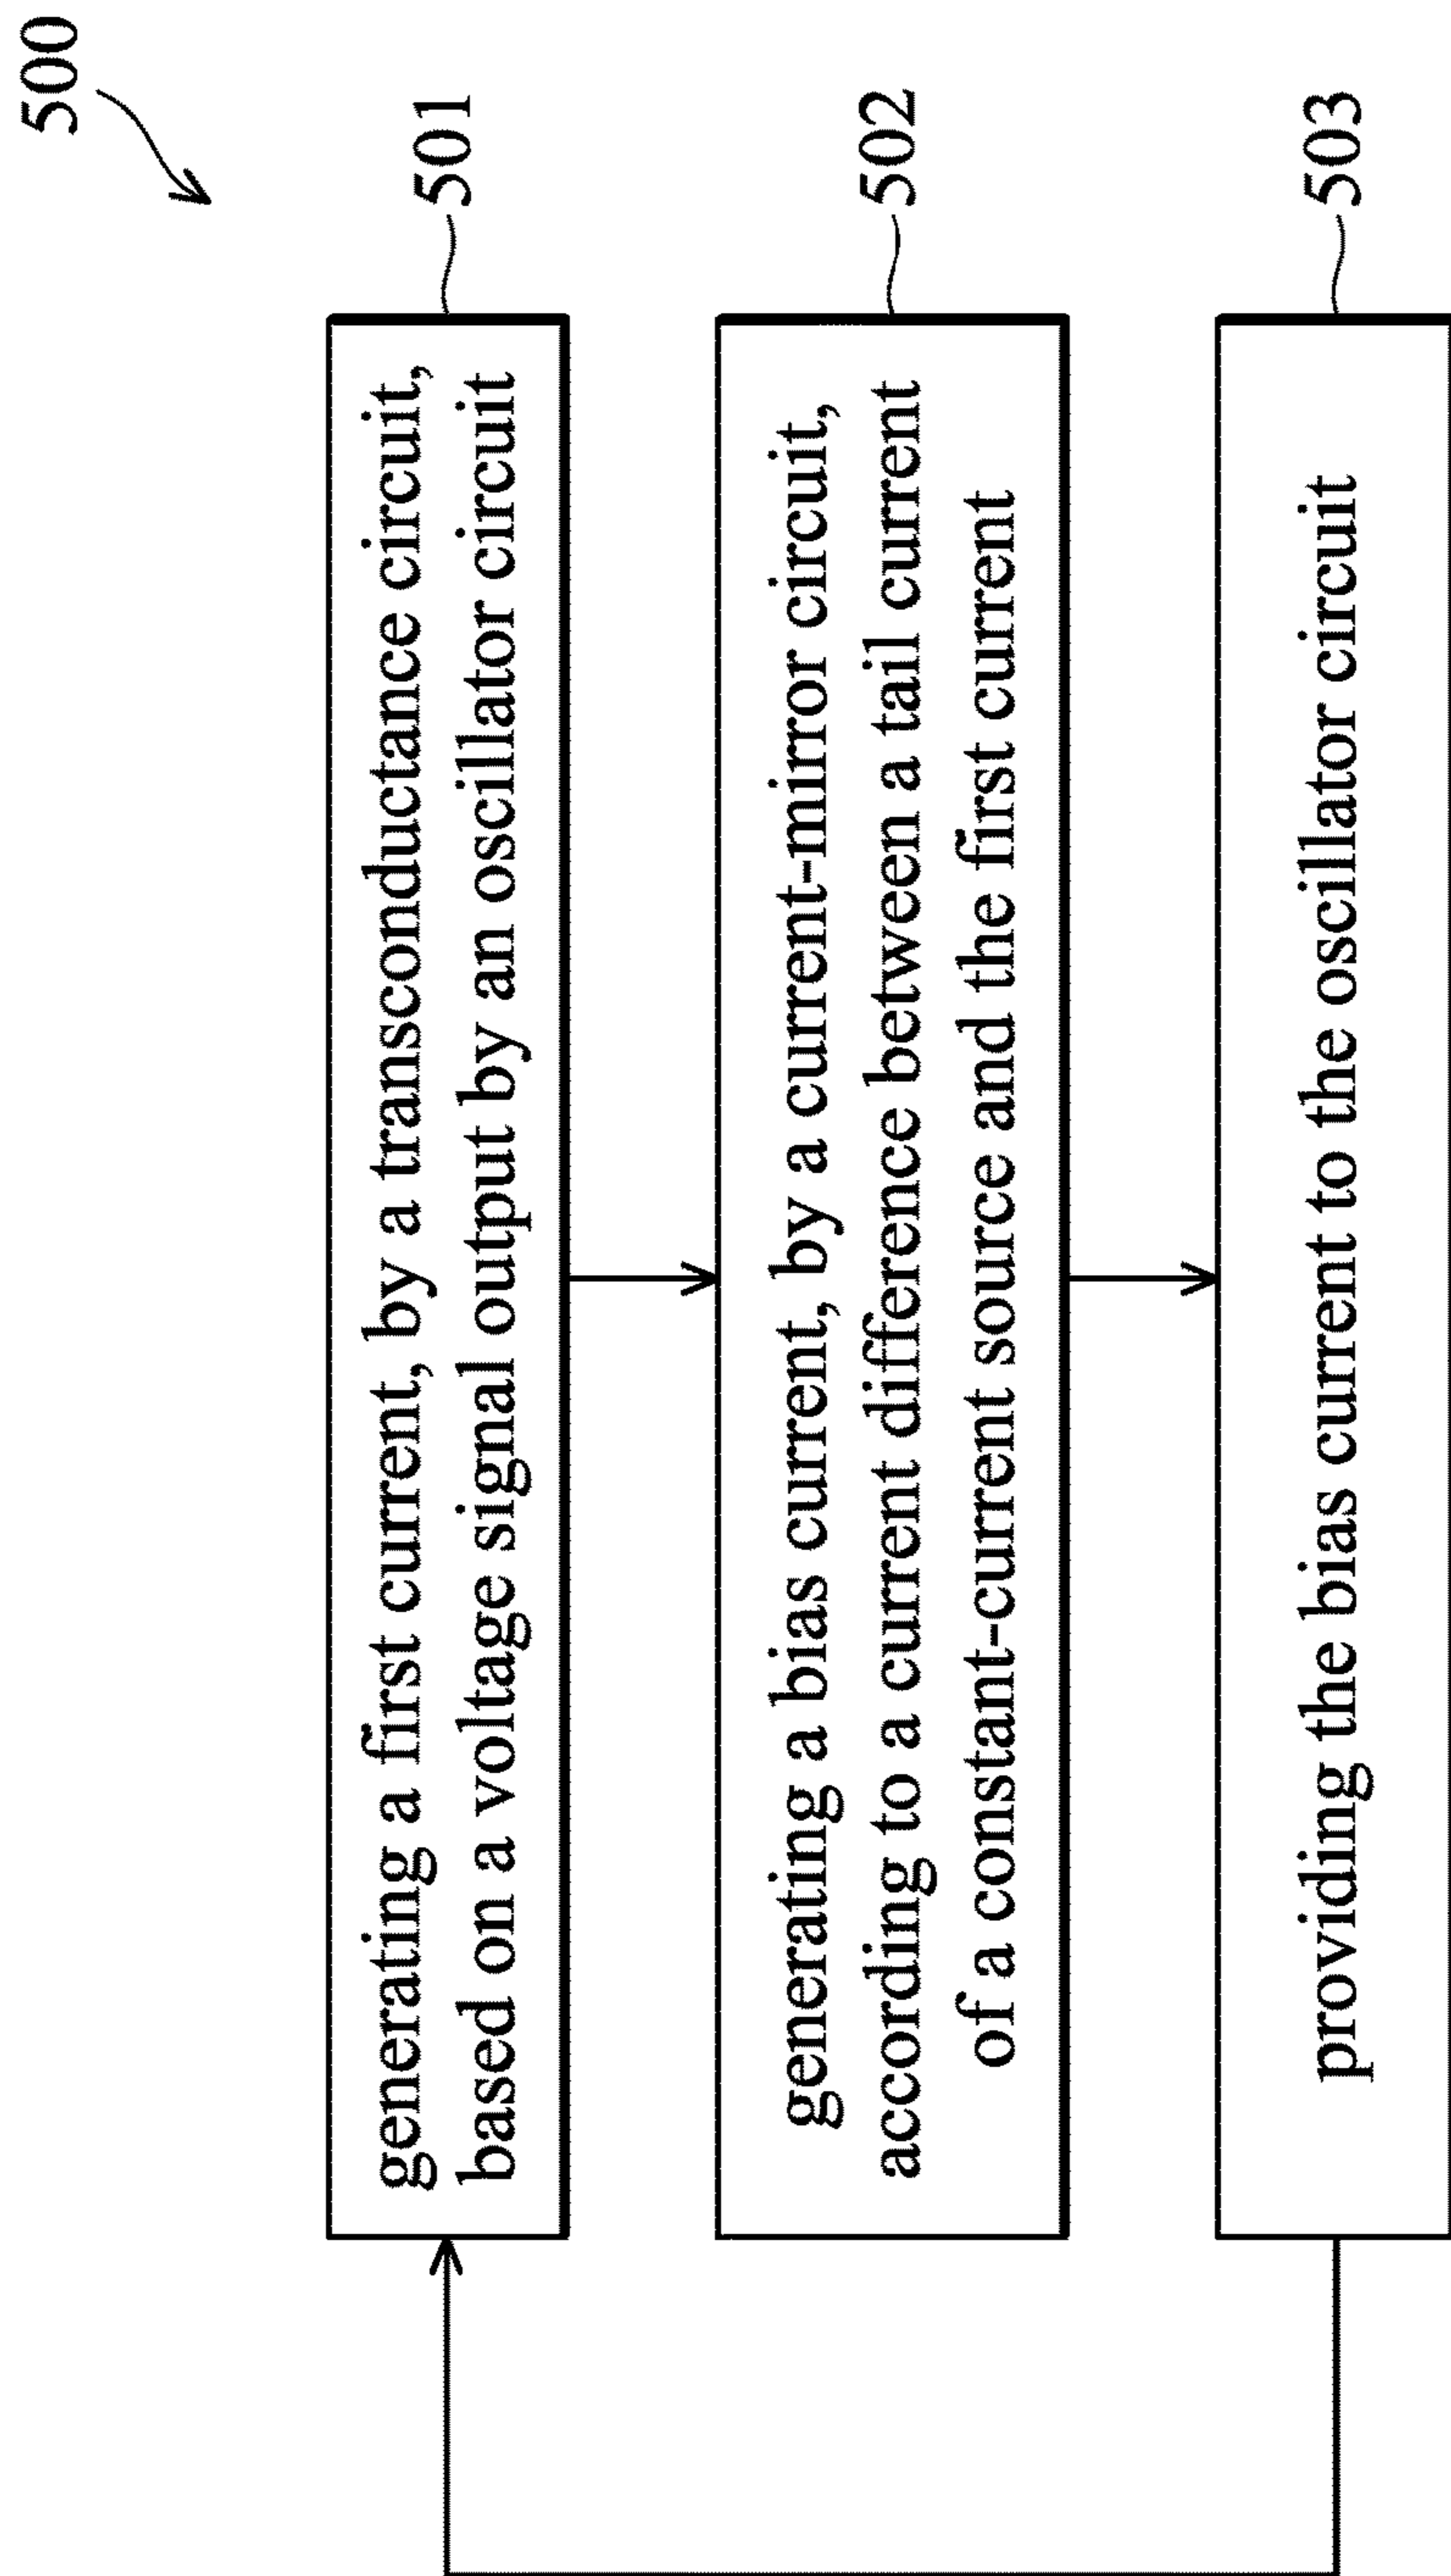 500
generating a first current, by a transconductance circuit,
based on a voltage signal output by an oscillator circuit
501
generating a bias current, by a current-mirror circuit,
according to a current difference between a tail current
of a constant-current source and the first current
502
providing the bias current to the oscillator circuit
503